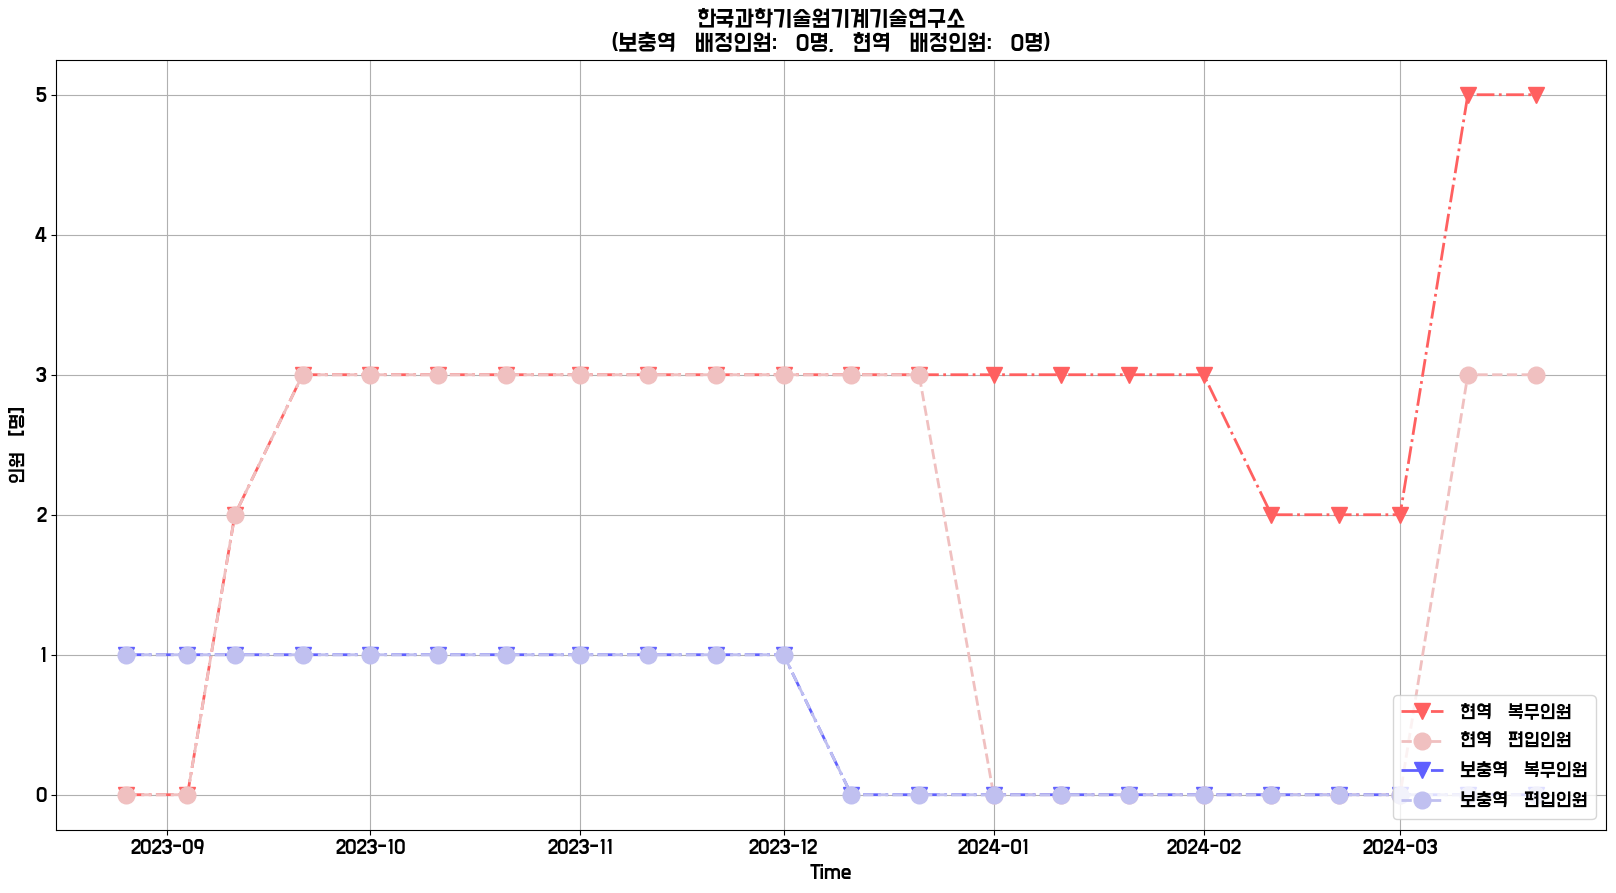 한국과학기술원기계기술연구소
(보충역 배정인원: 0명, 현역 배정인원: 0명)
5
4
3
2
1
0
인원 [명]
2023-09
2023-10
2023-11
2023-12
2024-01
2024-02
2024-03
Time
현역 복무인원
현역 편입인원
보충역 복무인원
보충역 편입인원